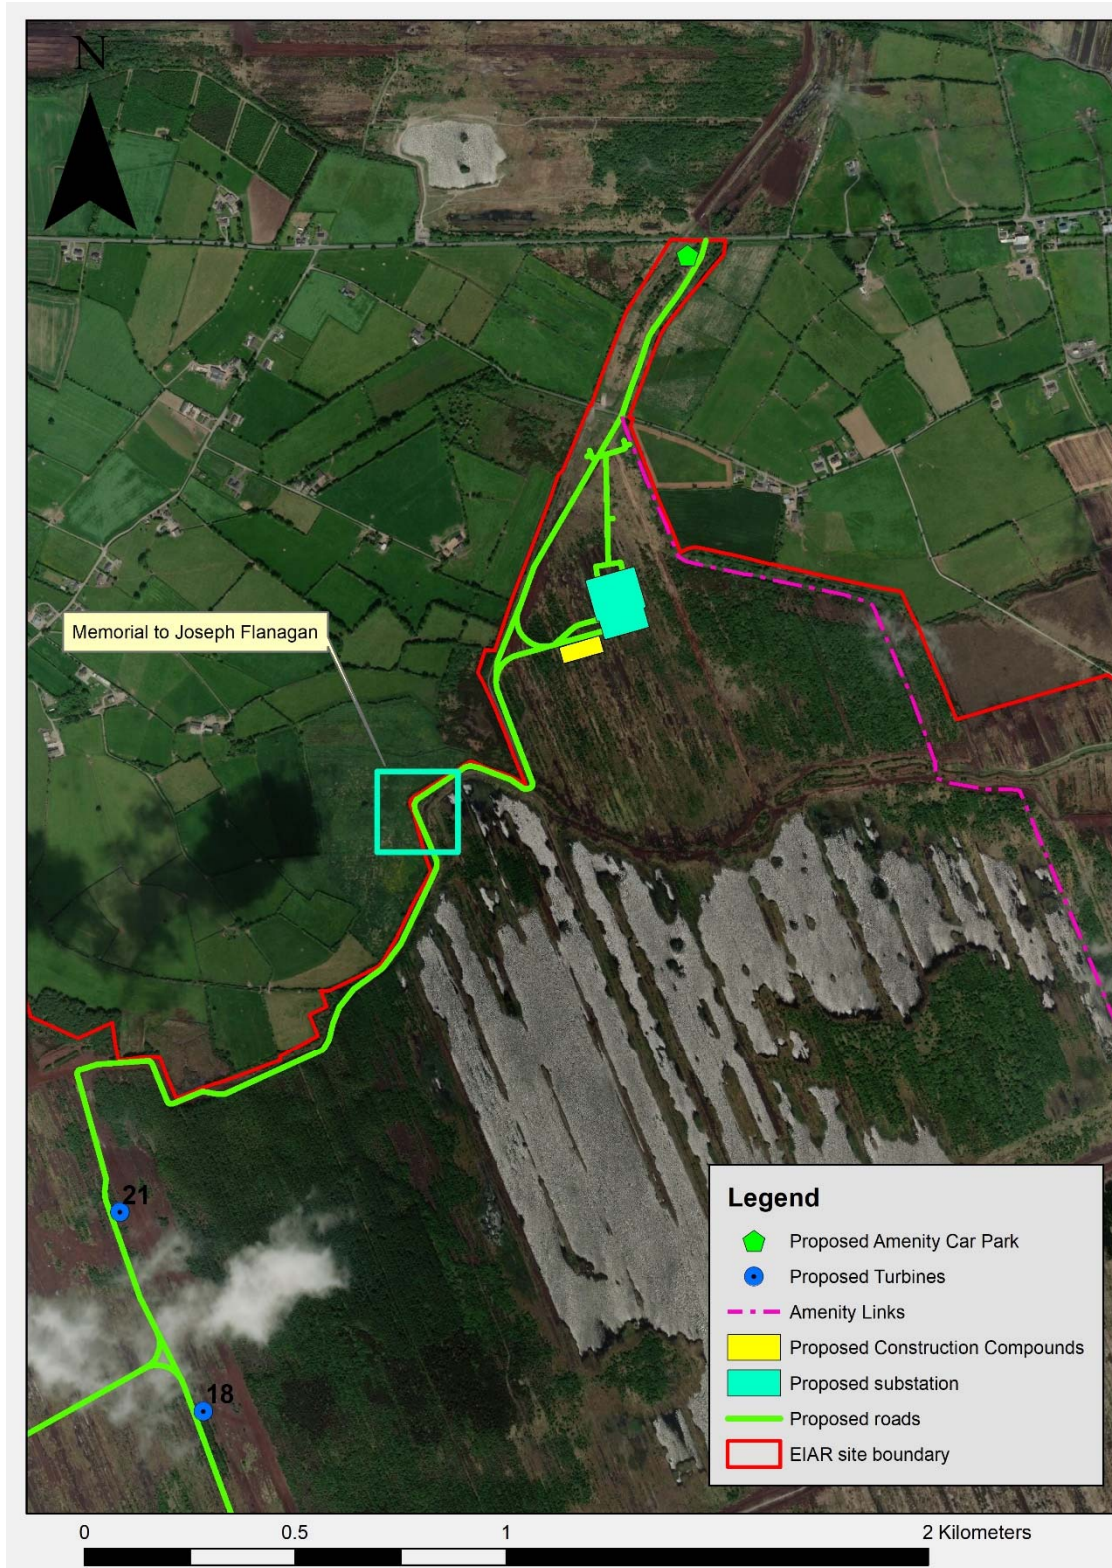 N
Memorial to Joseph Flanagan
21
18
Legend
Proposed Amenity Car Park
Proposed Turbines
Amenity Links
Proposed Construction Compounds
Proposed substation
Proposed roads
EIAR site boundary
0 0.5 1 2 Kilometers